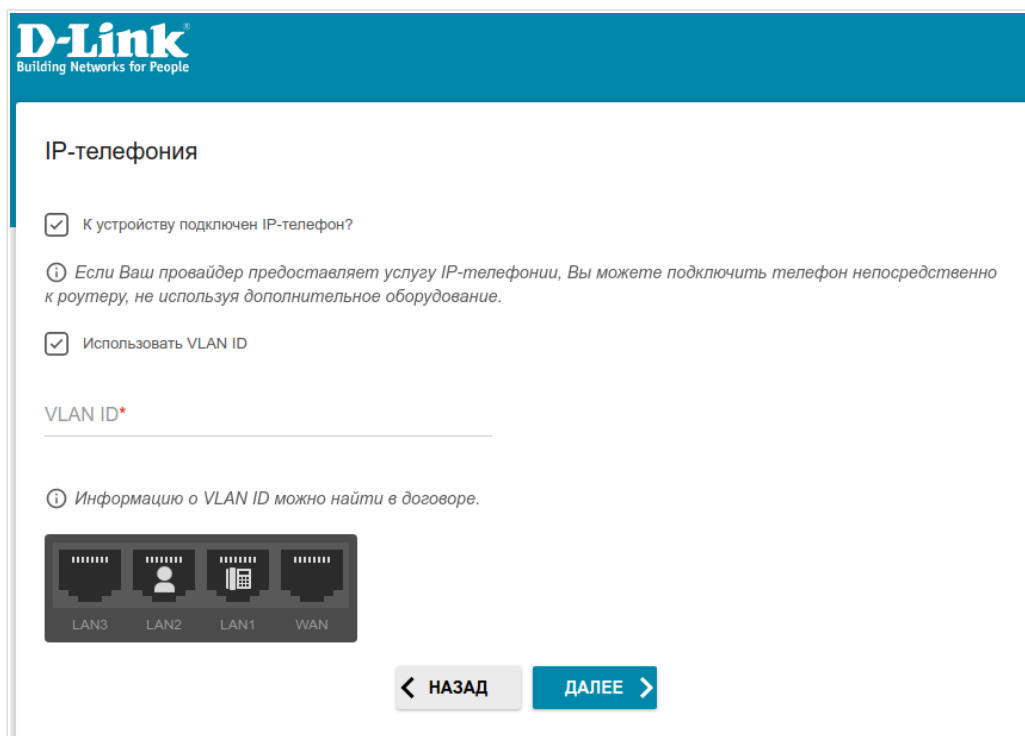 D-Link®
Building Networks for People
IP-телефония
К устройству подключен IP-телефон?
Если Ваш провайдер предоставляет услугу IP-телефонии, Вы можете подключить телефон непосредственно
к роутеру, не используя дополнительное оборудование.
Использовать VLAN ID
VLAN ID*
Информацию о VLAN ID можно найти в договоре.
LAN3 LAN2 LAN1 WAN
НАЗАД ДАЛЕЕ